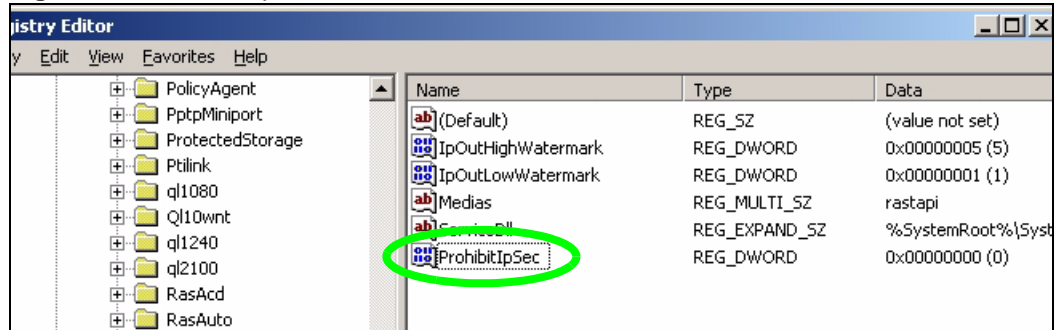 gistry Editor
y Edit View Favorites Help
PolicyAgent
PptpMiniport
ProtectedStorage
Ptilink
ql1080
Ql10wnt
ql1240
ql2100
RasAcd
RasAuto
Name Type Data
(Default) REG_SZ (value not set)
IpOutHighWatermark REG_DWORD 0x00000005 (5)
IpOutLowWatermark REG_DWORD 0x00000001 (1)
Medias REG_MULTI_SZ rastapi
ServiceDll REG_EXPAND_SZ %SystemRoot%\Syst
ProhibitIpSec REG_DWORD 0x00000000 (0)